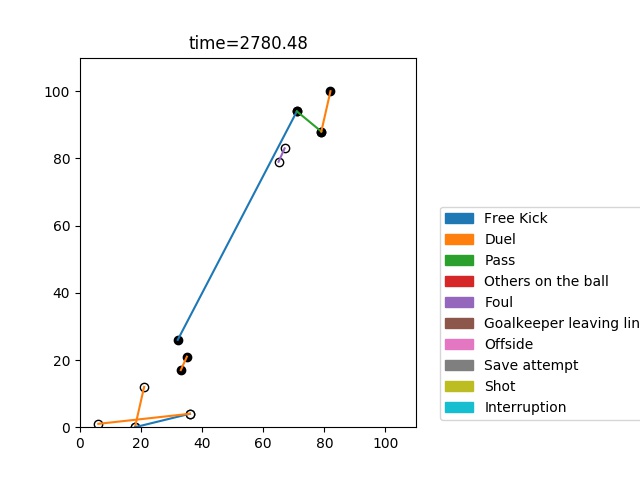 time=2780.48
100
80
60
40
20
0
0 20 40 60 80 100
Free Kick
Duel
Pass
Others on the ball
Foul
Goalkeeper leaving lin
Offside
Save attempt
Shot
Interruption